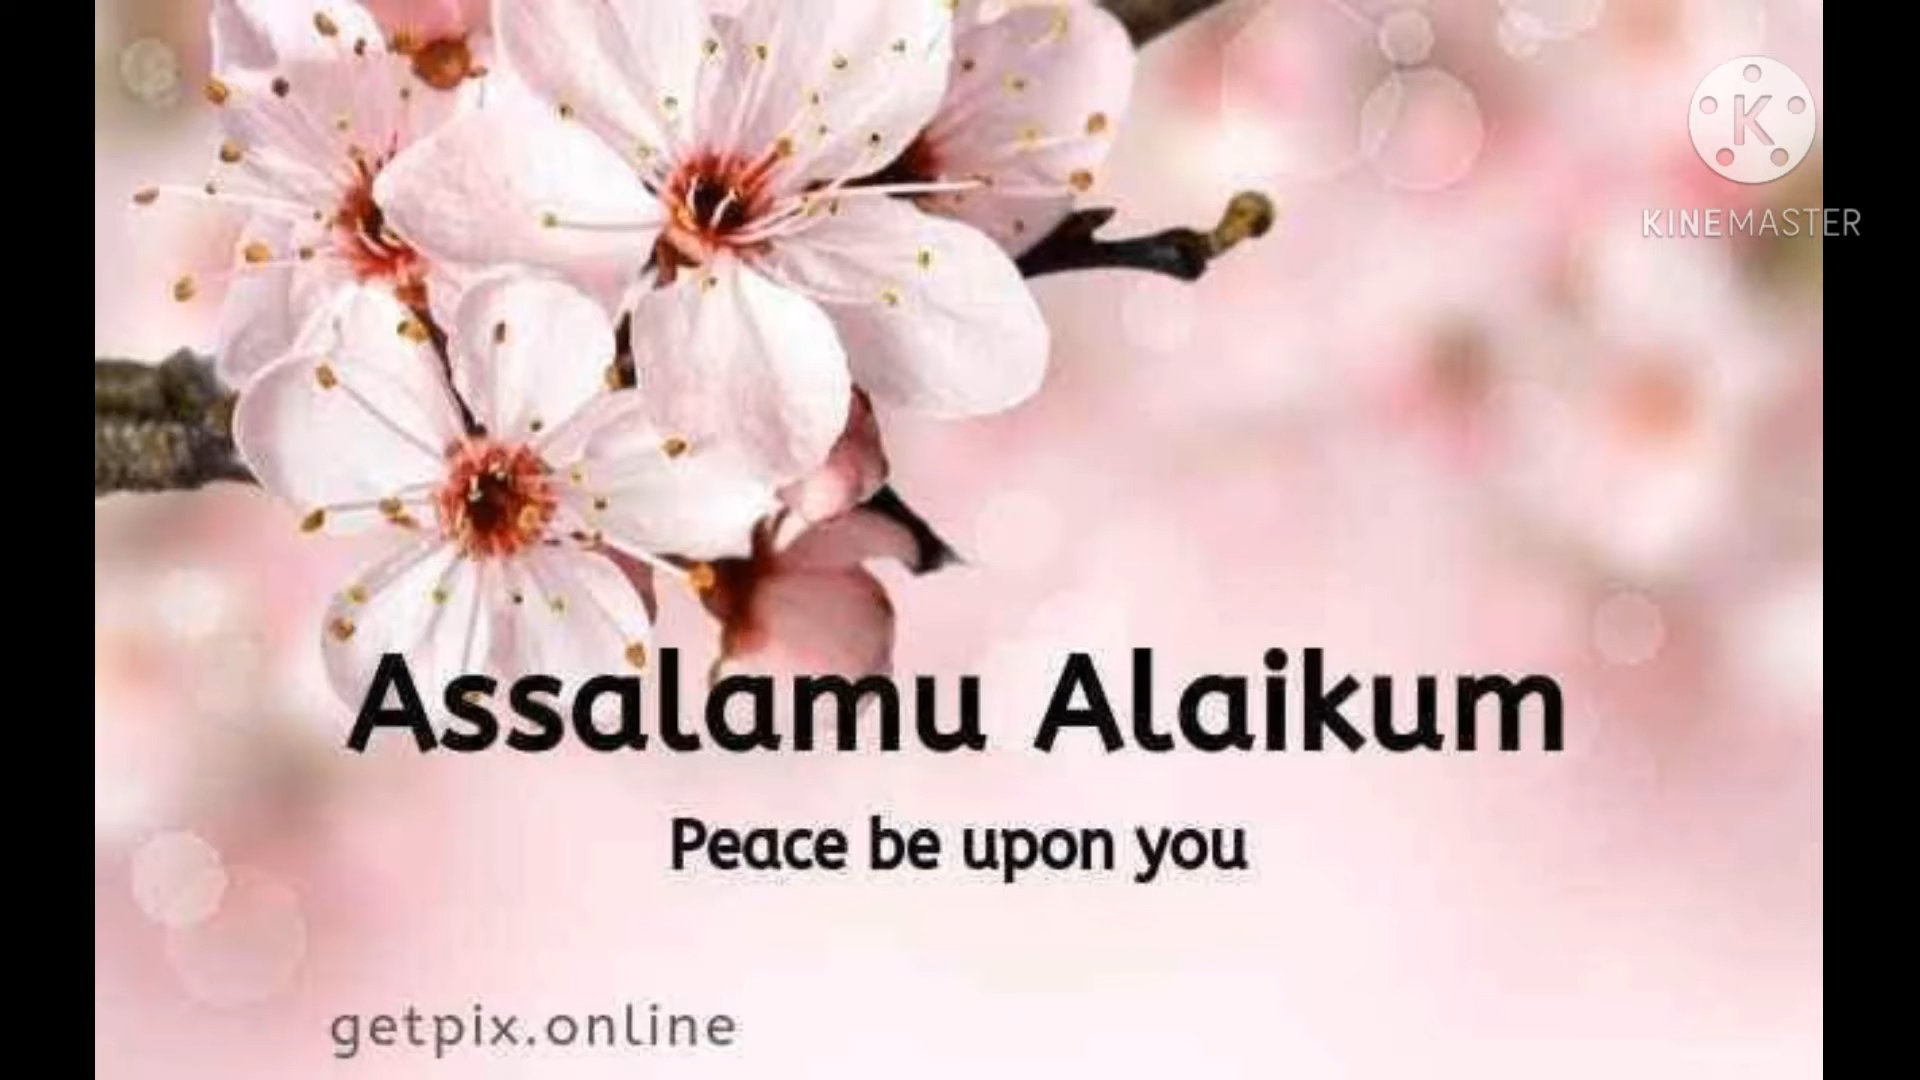 K
KINEMASTER
Assalamu Alaikum
Peace be upon you
getpix.online